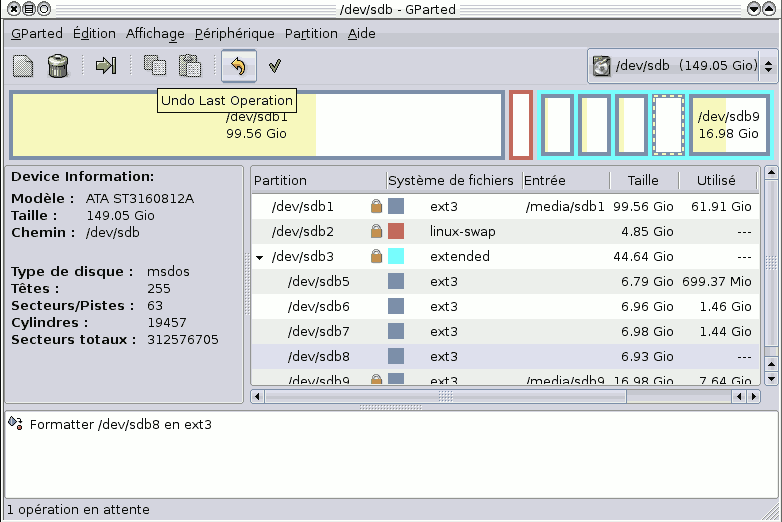 /dev/sdb - GParted
GParted Édition Affichage Périphérique Partition Aide
/dev/sdb (149.05 Gio)
Undo Last Operation
/dev/sdb1
99.56 Gio
/dev/sdb9
16.98 Gio
Device Information:
Modèle : ATA ST3160812A
Taille : 149.05 Gio
Chemin : /dev/sdb
Type de disque : msdos
Têtes : 255
Secteurs/Pistes : 63
Cylindres : 19457
Secteurs totaux : 312576705
Partition Système de fichiers Entrée Taille Utilisé
/dev/sdb1 ext3 /media/sdb1 99.56 Gio 61.91 Gio
/dev/sdb2 linux-swap 4.85 Gio ---
/dev/sdb3 extended 44.64 Gio ---
/dev/sdb5 ext3 6.79 Gio 699.37 Mio
/dev/sdb6 ext3 6.96 Gio 1.46 Gio
/dev/sdb7 ext3 6.98 Gio 1.44 Gio
/dev/sdb8 ext3 6.93 Gio ---
/dev/sdb9 ext3 /media/sdb9 16.98 Gio 7.64 Gio
Formatter /dev/sdb8 en ext3
1 opération en attente